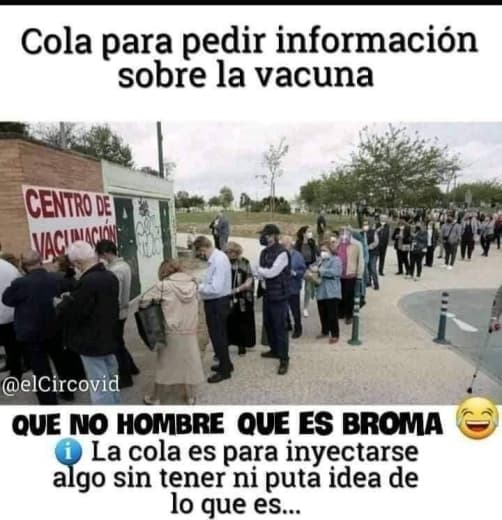 Cola para pedir información
sobre la vacuna
CENTRO DE
VACUNACIÓN
@elCircovid
QUE NO HOMBRE QUE ES BROMA 😂
ℹ️ La cola es para inyectarse
algo sin tener ni puta idea de
lo que es...